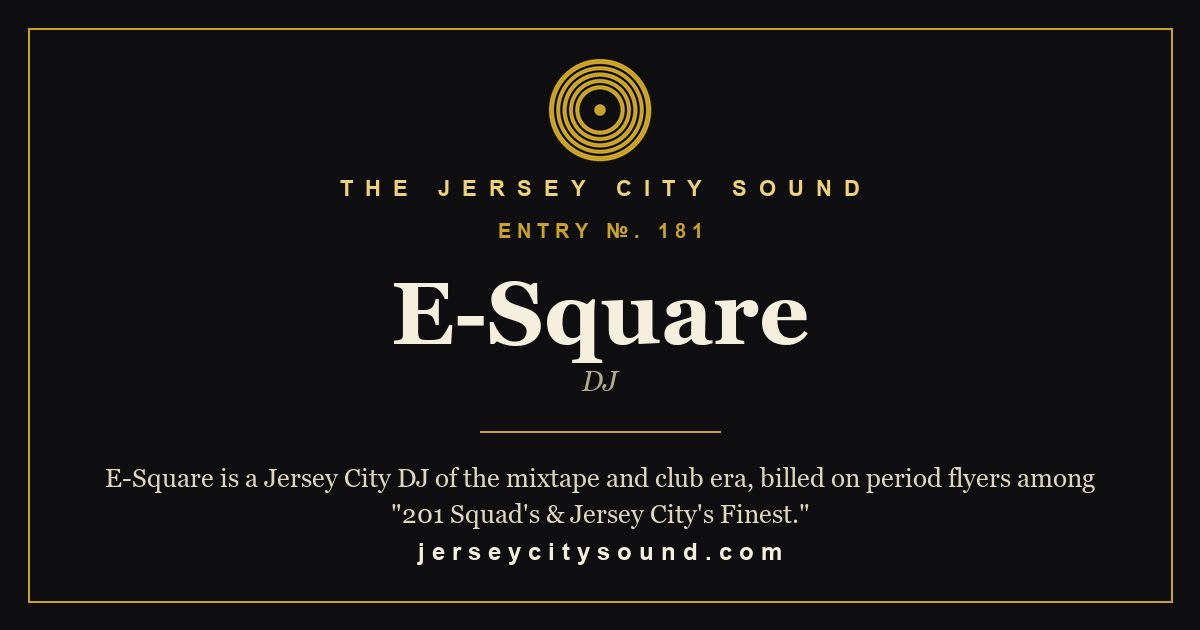 THE JERSEY CITY SOUND
ENTRY №. 181
E-Square
DJ
E-Square is a Jersey City DJ of the mixtape and club era, billed on period flyers among
"201 Squad's & Jersey City's Finest."
jerseycitysound.com